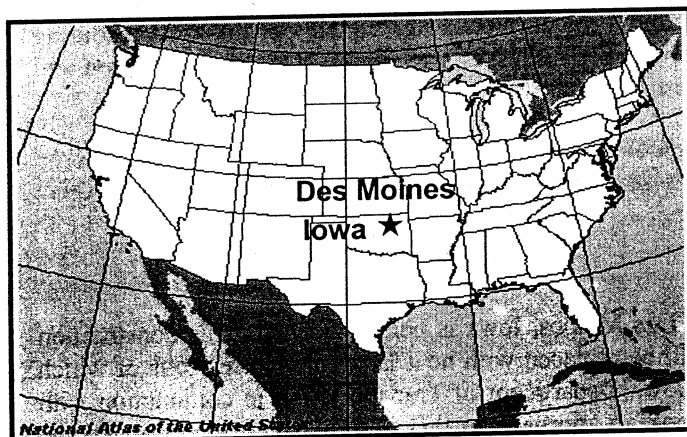 Des Moines
Iowa
National Atlas of the United States